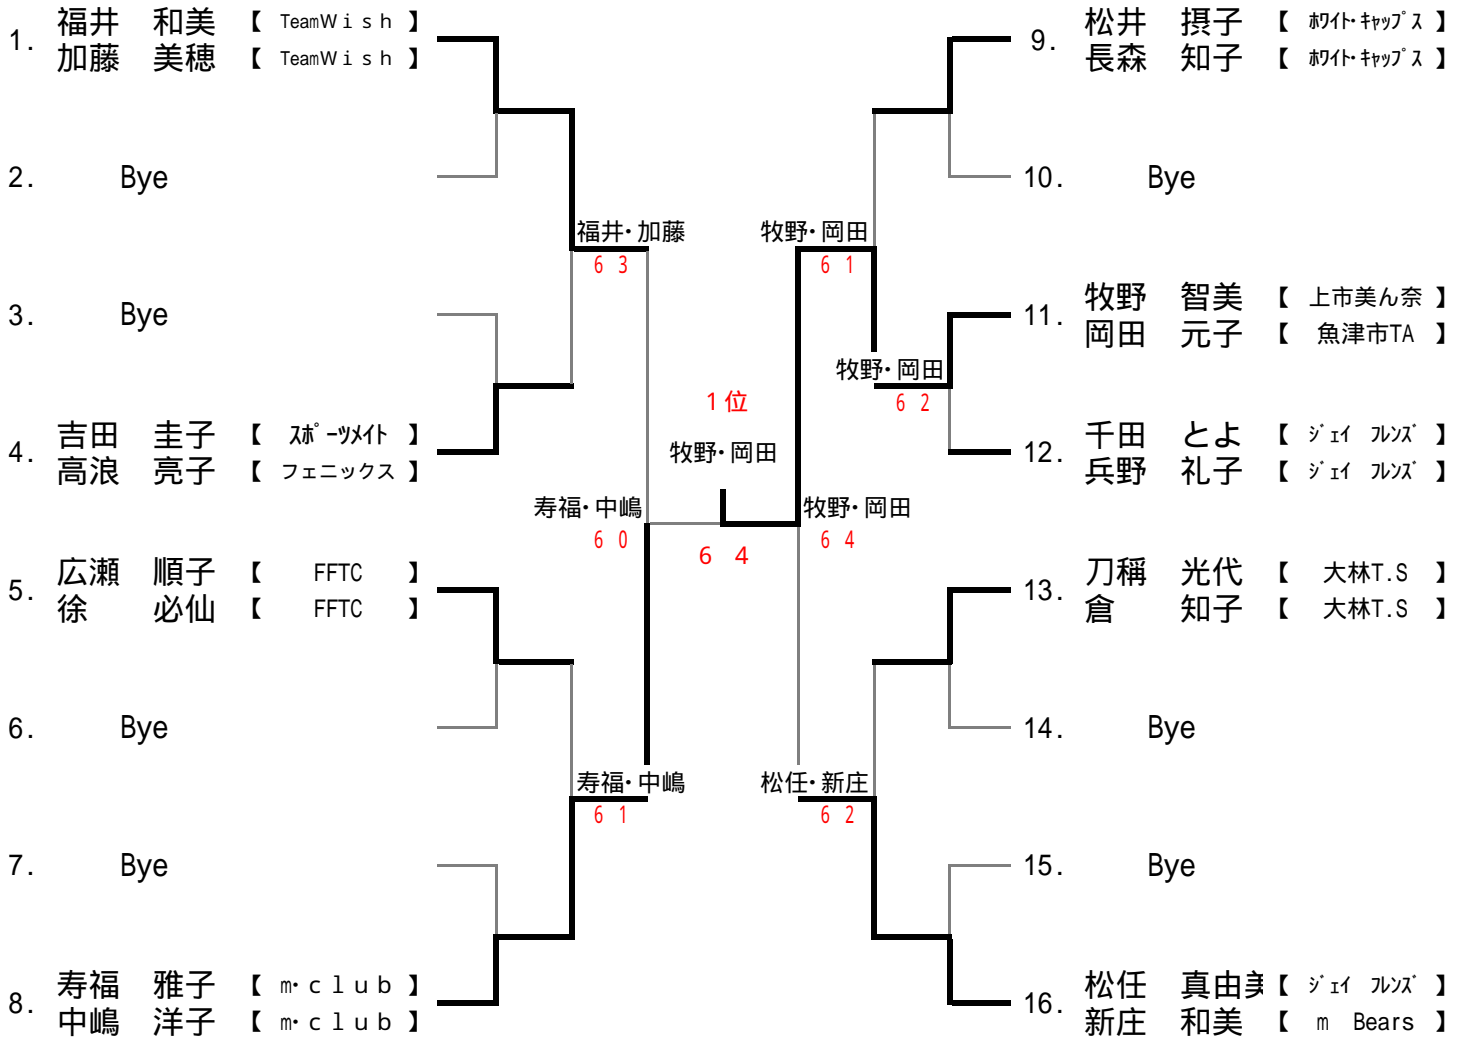 1. 福井 和美 【 TeamWish 】
加藤 美穂 【 TeamWish 】
2. Bye
3. Bye
4. 吉田 圭子 【 スポーツメイト 】
高浪 亮子 【 フェニックス 】
5. 広瀬 順子 【 FFTC 】
徐 必仙 【 FFTC 】
6. Bye
7. Bye
8. 寿福 雅子 【 m・club 】
中嶋 洋子 【 m・club 】
福井・加藤
6 3
寿福・中嶋
6 0
寿福・中嶋
6 1
1位
牧野・岡田
6 4
牧野・岡田
6 1
牧野・岡田
6 2
牧野・岡田
6 4
松任・新庄
6 2
9. 松井 摂子 【 ホワイト・キャップス 】
長森 知子 【 ホワイト・キャップス 】
10. Bye
11. 牧野 智美 【 上市美ん奈 】
岡田 元子 【 魚津市TA 】
12. 千田 とよ 【 ジェイ フレンズ 】
兵野 礼子 【 ジェイ フレンズ 】
13. 刀稱 光代 【 大林T.S 】
倉 知子 【 大林T.S 】
14. Bye
15. Bye
16. 松任 真由美 【 ジェイ フレンズ 】
新庄 和美 【 m Bears 】